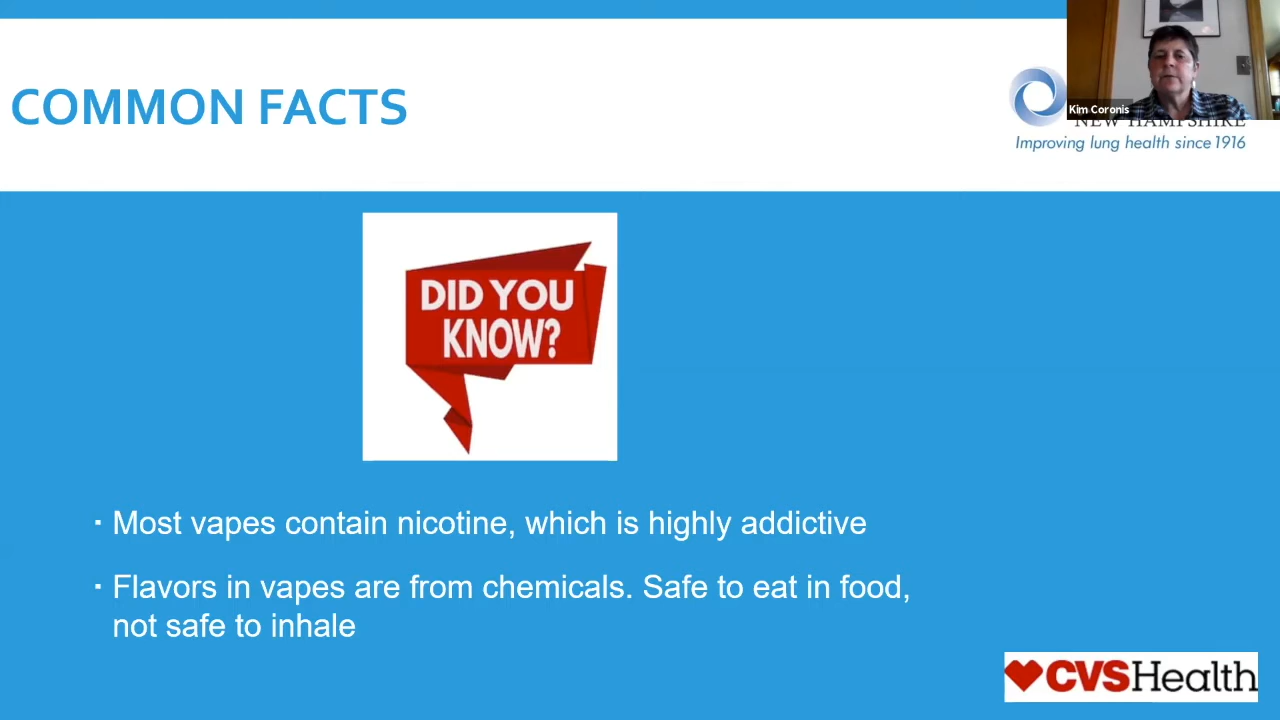 COMMON FACTS
Kim Coronis
NEW HAMPSHIRE
Improving lung health since 1916
DID YOU
KNOW?
▪ Most vapes contain nicotine, which is highly addictive
▪ Flavors in vapes are from chemicals. Safe to eat in food,
not safe to inhale
CVSHealth